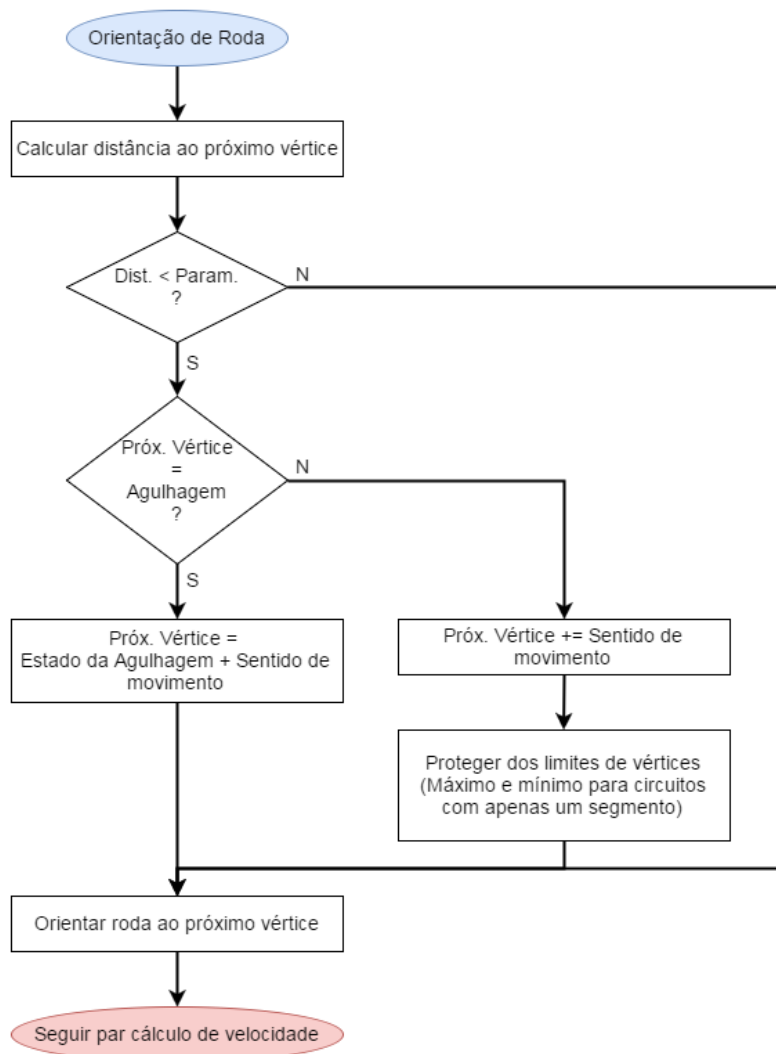 Orientação de Roda
Calcular distância ao próximo vértice
Dist. < Param.
?
N
S
Próx. Vértice
=
Agulhagem
?
N
S
Próx. Vértice =
Estado da Agulhagem + Sentido de
movimento
Próx. Vértice += Sentido de
movimento
Proteger dos limites de vértices
(Máximo e mínimo para circuitos
com apenas um segmento)
Orientar roda ao próximo vértice
Seguir par cálculo de velocidade